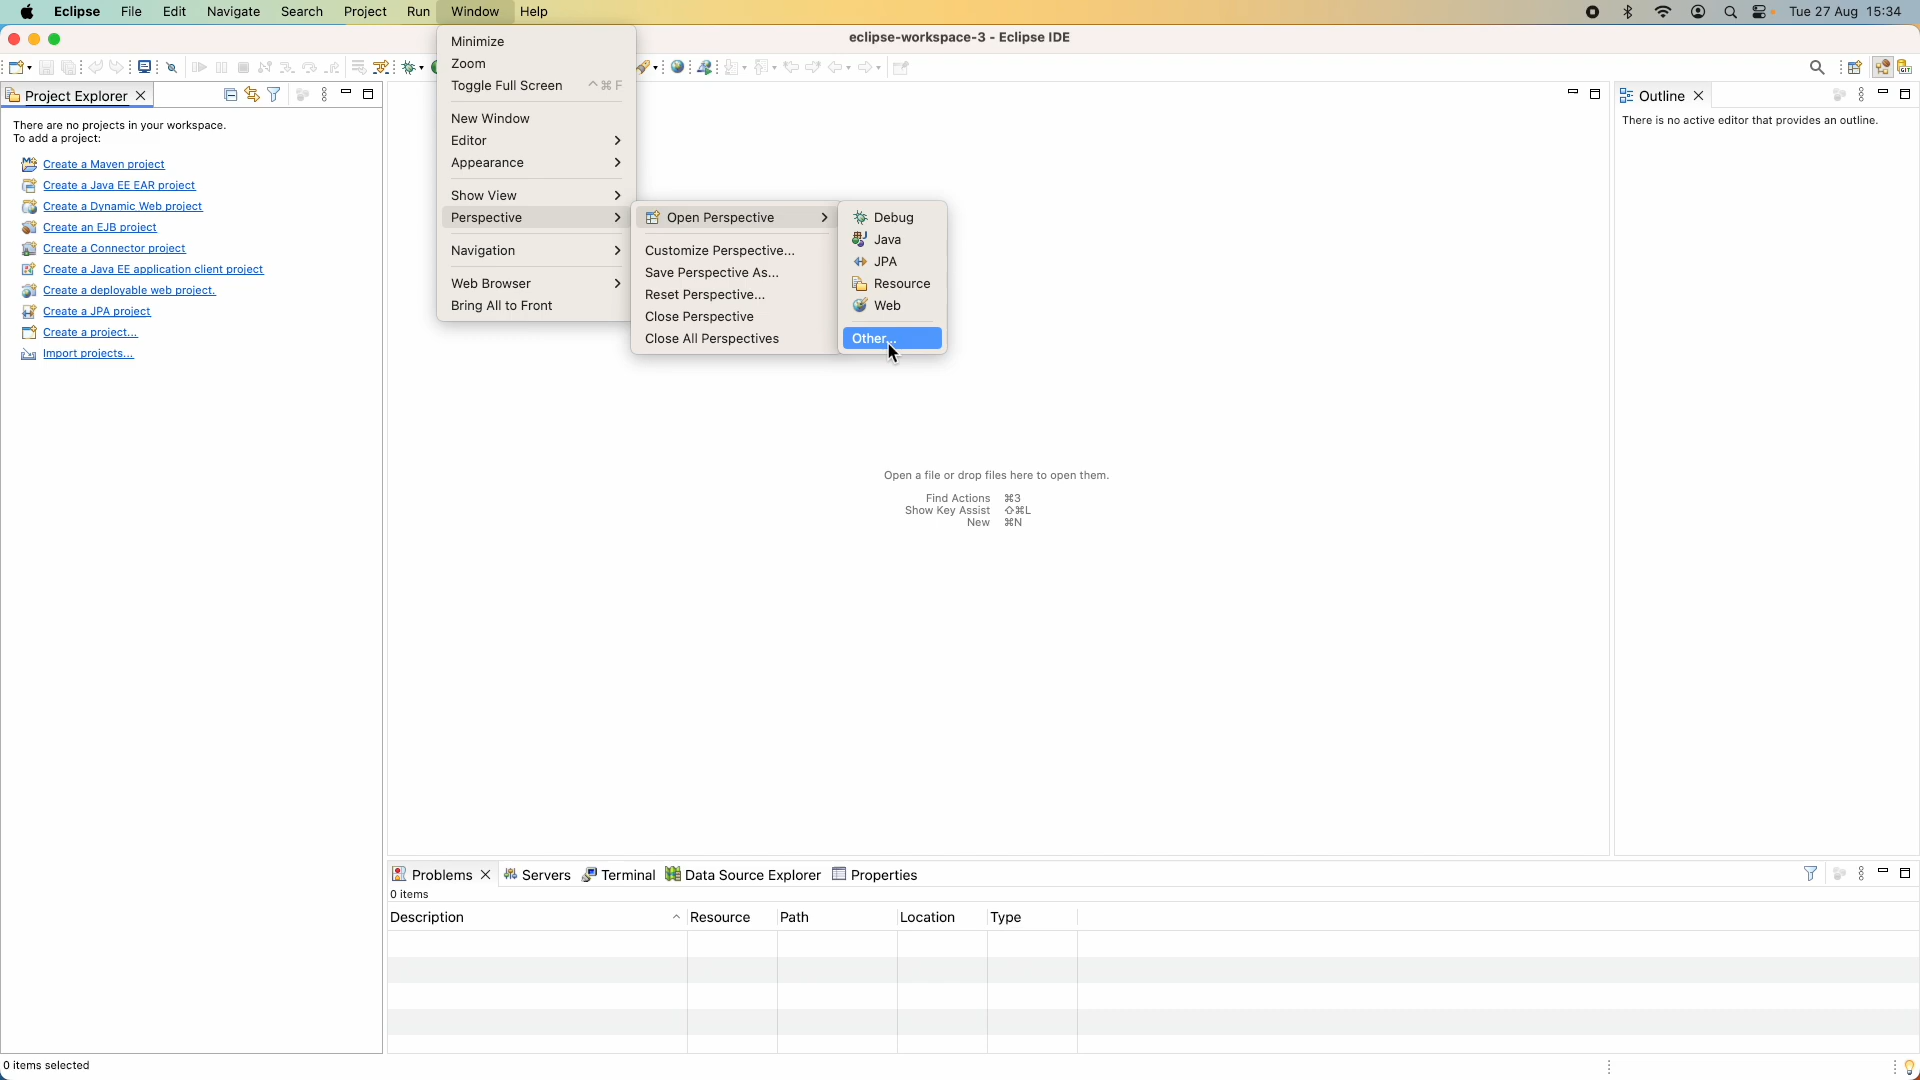 Eclipse File Edit Navigate Search Project Run Window Help Tue 27 Aug 15:34
eclipse-workspace-3 - Eclipse IDE
Minimize
Zoom
Toggle Full Screen ^⌘F
New Window
Editor
Appearance
Show View
Perspective
Navigation
Web Browser
Bring All to Front
Open Perspective
Customize Perspective...
Save Perspective As...
Reset Perspective...
Close Perspective
Close All Perspectives
Debug
Java
JPA
Resource
Web
Other...
Project Explorer
There are no projects in your workspace.
To add a project:
Create a Maven project
Create a Java EE EAR project
Create a Dynamic Web project
Create an EJB project
Create a Connector project
Create a Java EE application client project
Create a deployable web project.
Create a JPA project
Create a project...
Import projects...
Open a file or drop files here to open them.
Find Actions ⌘3
Show Key Assist ⇧⌘L
New ⌘N
Outline
There is no active editor that provides an outline.
Problems Servers Terminal Data Source Explorer Properties
0 items
Description Resource Path Location Type
0 items selected